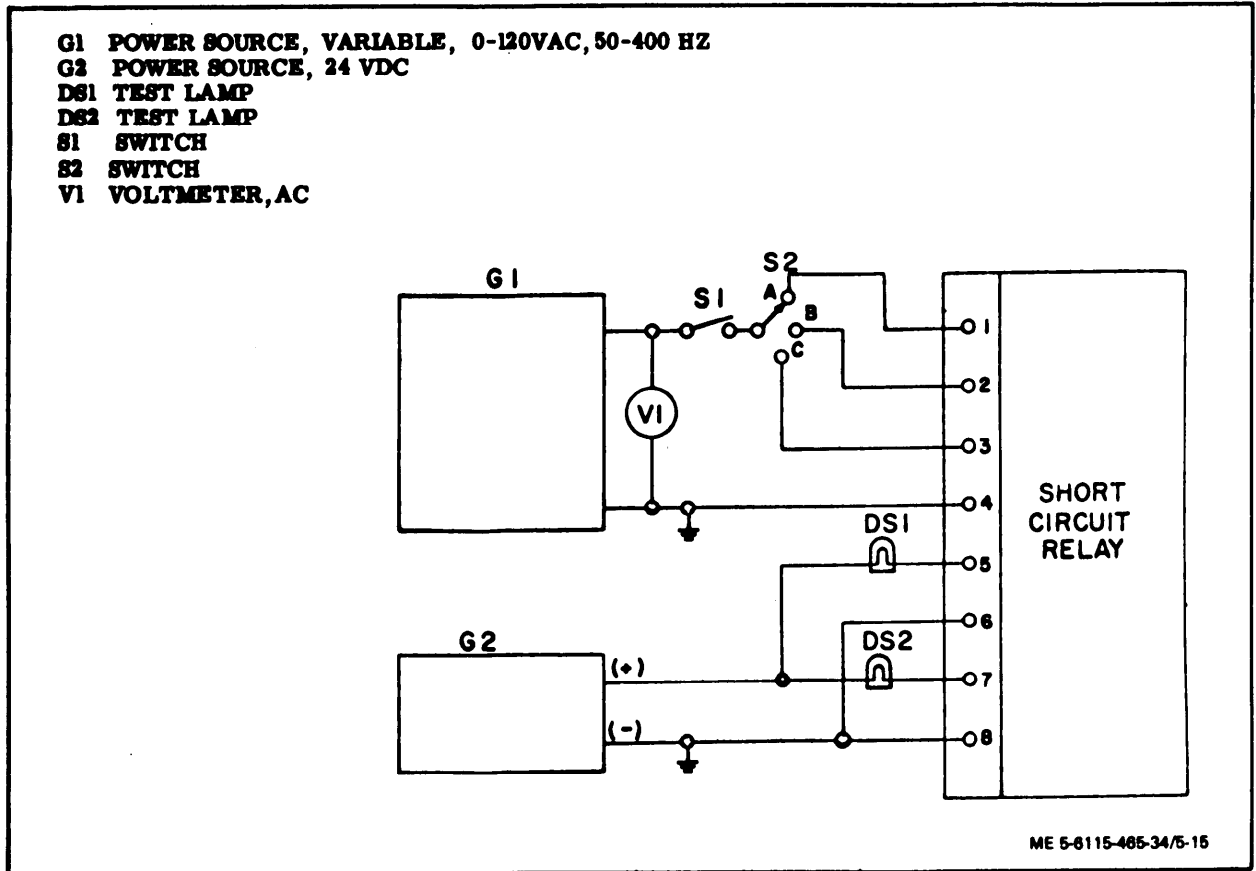 G1 POWER SOURCE, VARIABLE, 0-120VAC, 50-400 HZ
G2 POWER SOURCE, 24 VDC
DS1 TEST LAMP
DS2 TEST LAMP
S1 SWITCH
S2 SWITCH
V1 VOLTMETER, AC
G1
S1
S2
A
B
C
V1
1
2
3
4
DS1
5
6
DS2
7
8
SHORT
CIRCUIT
RELAY
G2
(+)
(-)
ME 5-6115-465-34/5-15